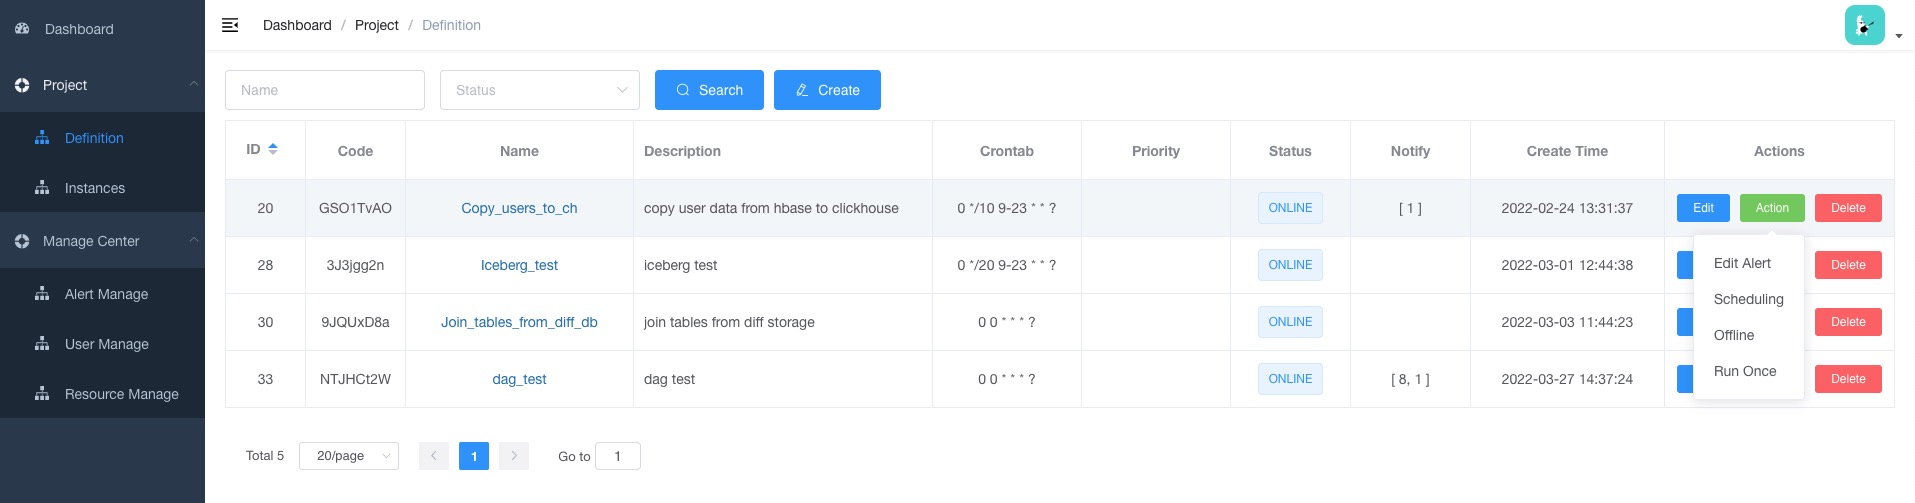 Dashboard
Project
Definition
Instances
Manage Center
Alert Manage
User Manage
Resource Manage
Dashboard / Project / Definition
Name Status Search Create
ID Code Name Description Crontab Priority Status Notify Create Time Actions
20 GSO1TvAO Copy_users_to_ch copy user data from hbase to clickhouse 0 */10 9-23 * * ? ONLINE [ 1 ] 2022-02-24 13:31:37 Edit Action Delete
28 3J3jgg2n Iceberg_test iceberg test 0 */20 9-23 * * ? ONLINE 2022-03-01 12:44:38 Delete
30 9JQUxD8a Join_tables_from_diff_db join tables from diff storage 0 0 * * * ? ONLINE 2022-03-03 11:44:23 Delete
33 NTJHCt2W dag_test dag test 0 0 * * * ? ONLINE [ 8, 1 ] 2022-03-27 14:37:24 Delete
Edit Alert
Scheduling
Offline
Run Once
Total 5 20/page 1 Go to 1